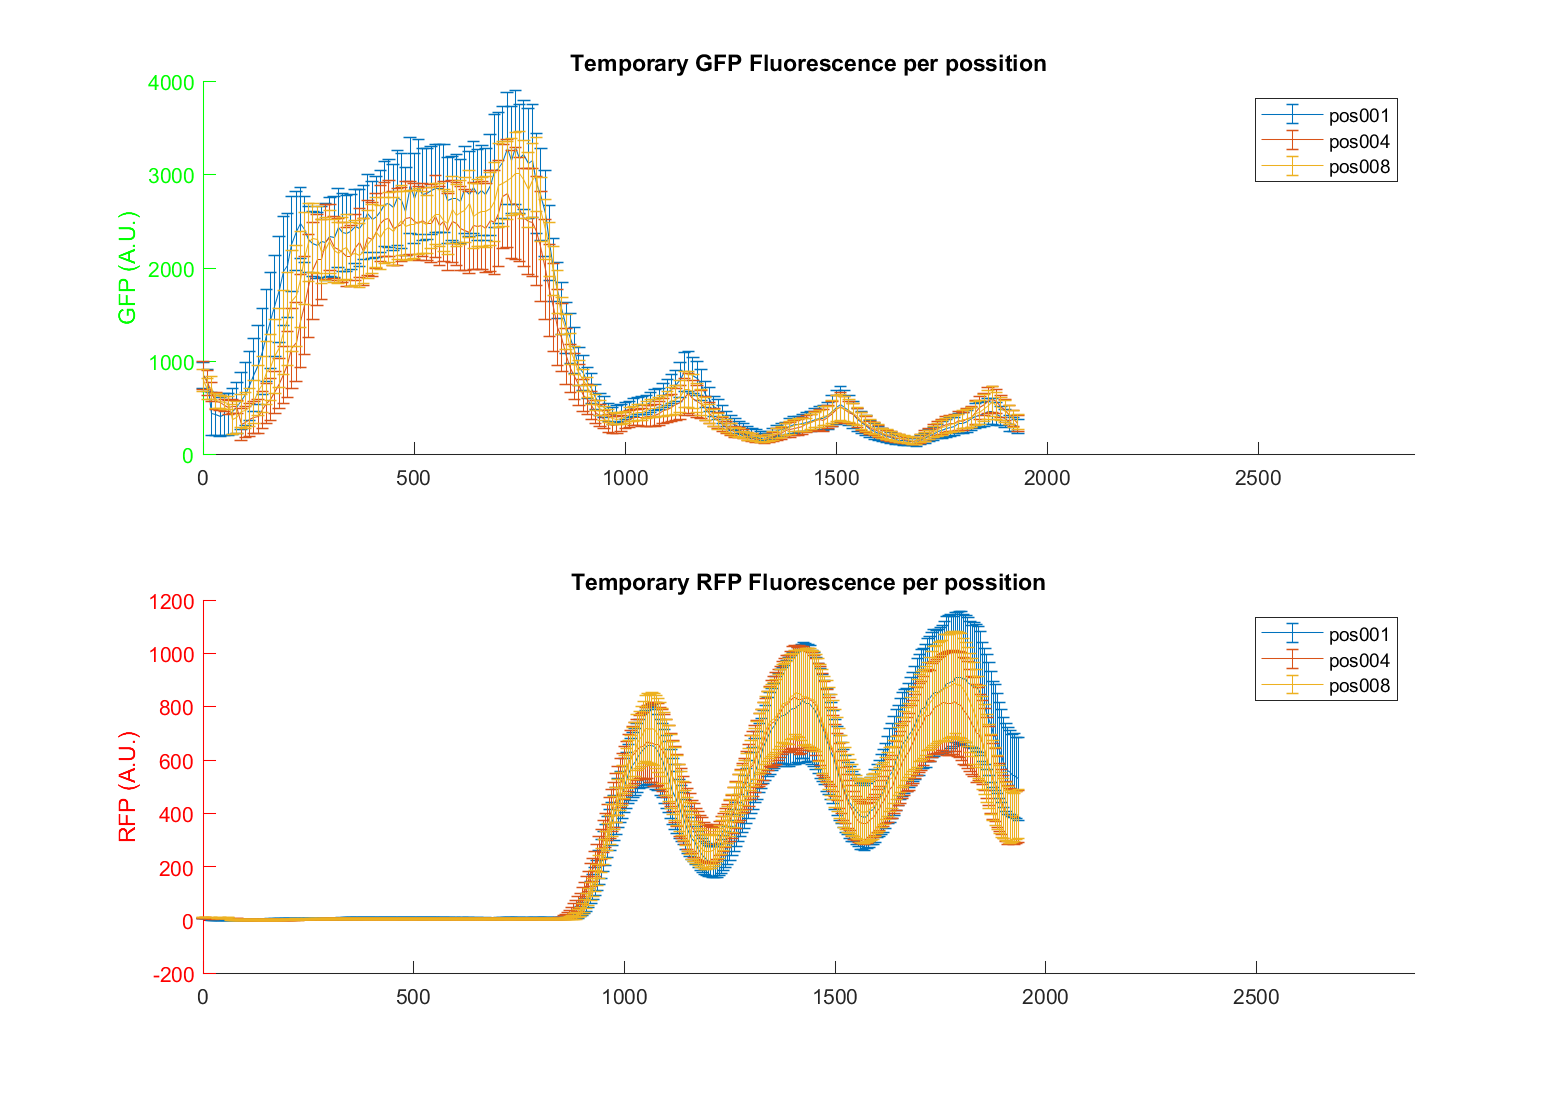 Temporary GFP Fluorescence per possition
4000
3000
2000
1000
0
GFP (A.U.)
0 500 1000 1500 2000 2500
pos001
pos004
pos008
Temporary RFP Fluorescence per possition
1200
1000
800
600
400
200
0
-200
RFP (A.U.)
0 500 1000 1500 2000 2500
pos001
pos004
pos008